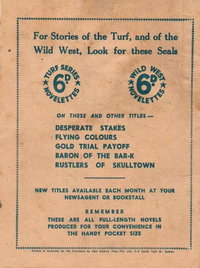 For Stories of the Turf, and of the
Wild West, Look for these Seals
TURF SERIES
6D
NOVELETTES
WILD WEST
6D
NOVELETTES
ON THESE AND OTHER TITLES—
DESPERATE STAKES
FLYING COLOURS
GOLD TRIAL PAYOFF
BARON OF THE BAR-K
RUSTLERS OF SKULLTOWN
NEW TITLES AVAILABLE EACH MONTH AT YOUR
NEWSAGENT OR BOOKSTALL
REMEMBER
THESE ARE ALL FULL-LENGTH NOVELS
PRODUCED FOR YOUR CONVENIENCE IN
THE HANDY POCKET SIZE